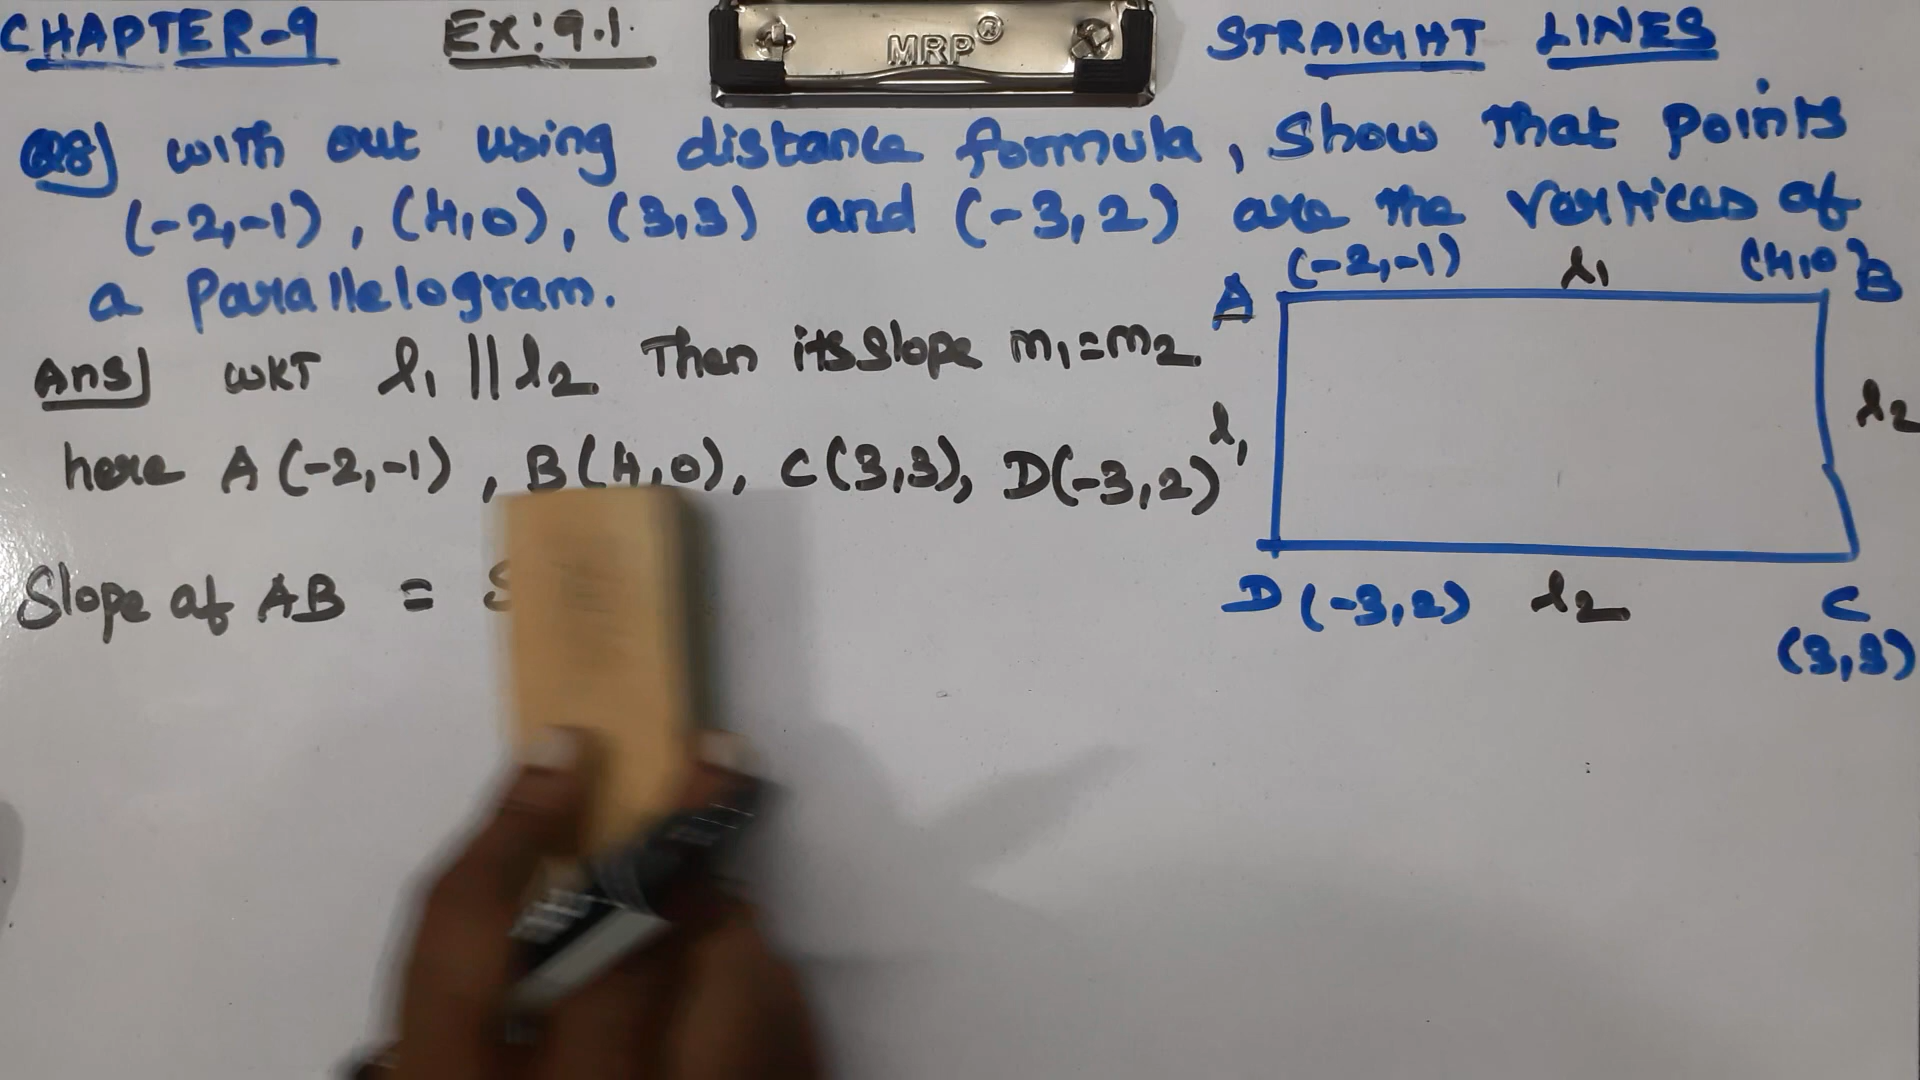 CHAPTER-9 EX:9.1. MRP® STRAIGHT LINES
Q8) with out using distance formula, Show that points
(-2,-1), (4,0), (3,3) and (-3,2) are the vertices of
a Parallelogram.
Ans) WKT l1 || l2. Then its slope m1=m2.
here A(-2,-1), B(4,0), C(3,3), D(-3,2)
Slope of AB = S
(-2,-1) l1 (4,0)
A B
l1 l2
D (-3,2) l2 C
(3,3)